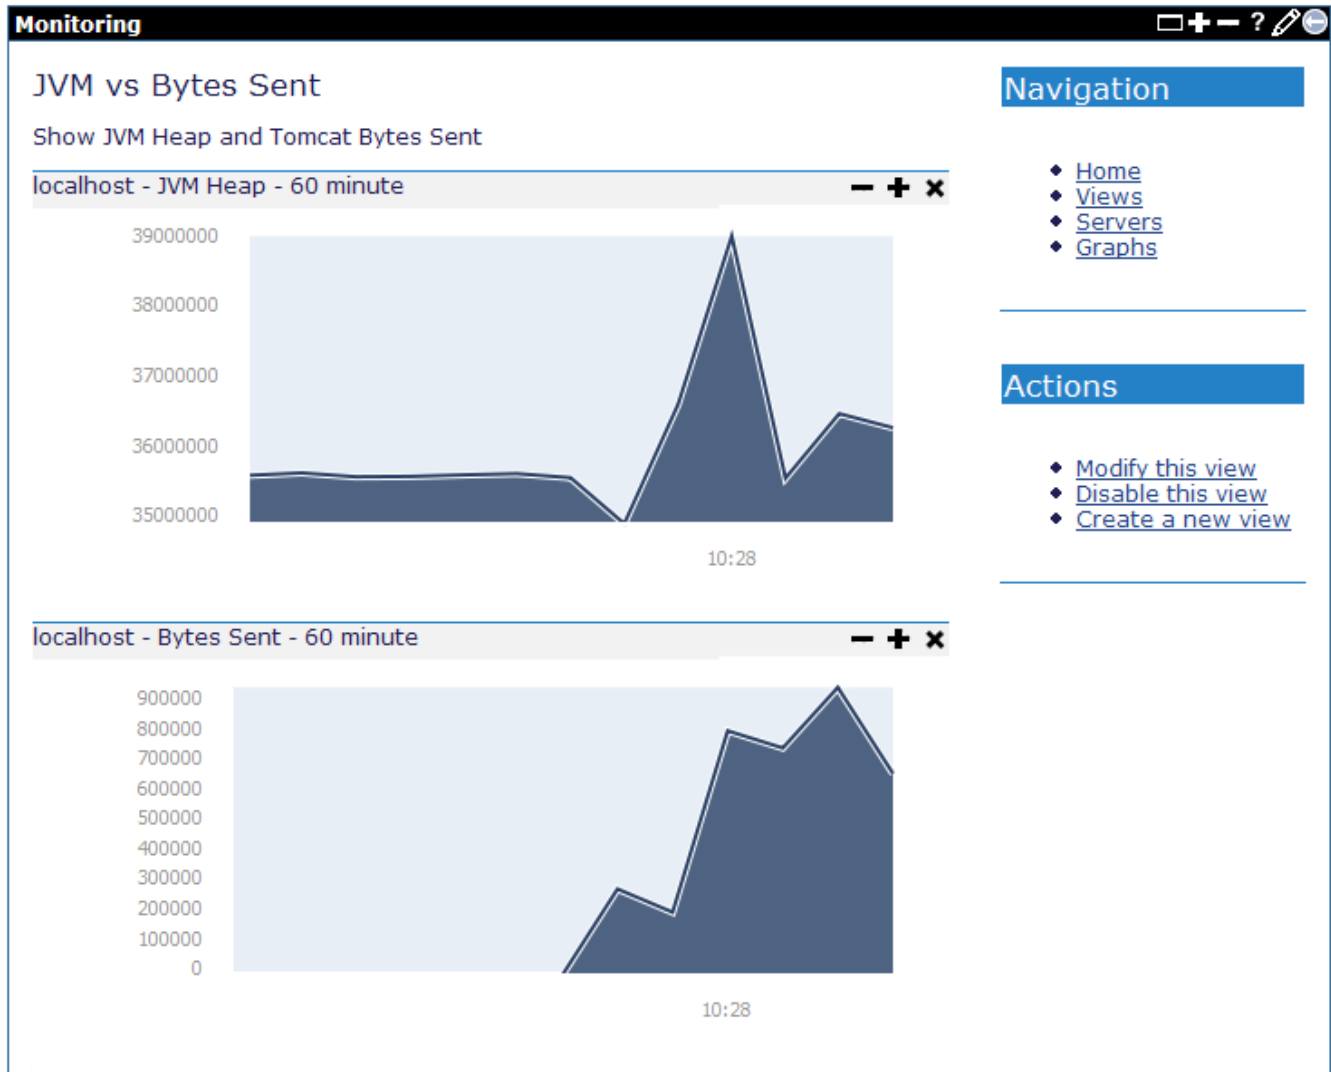 Monitoring
JVM vs Bytes Sent
Show JVM Heap and Tomcat Bytes Sent
localhost - JVM Heap - 60 minute
39000000
38000000
37000000
36000000
35000000
10:28
localhost - Bytes Sent - 60 minute
900000
800000
700000
600000
500000
400000
300000
200000
100000
0
10:28
Navigation
Home
Views
Servers
Graphs
Actions
Modify this view
Disable this view
Create a new view